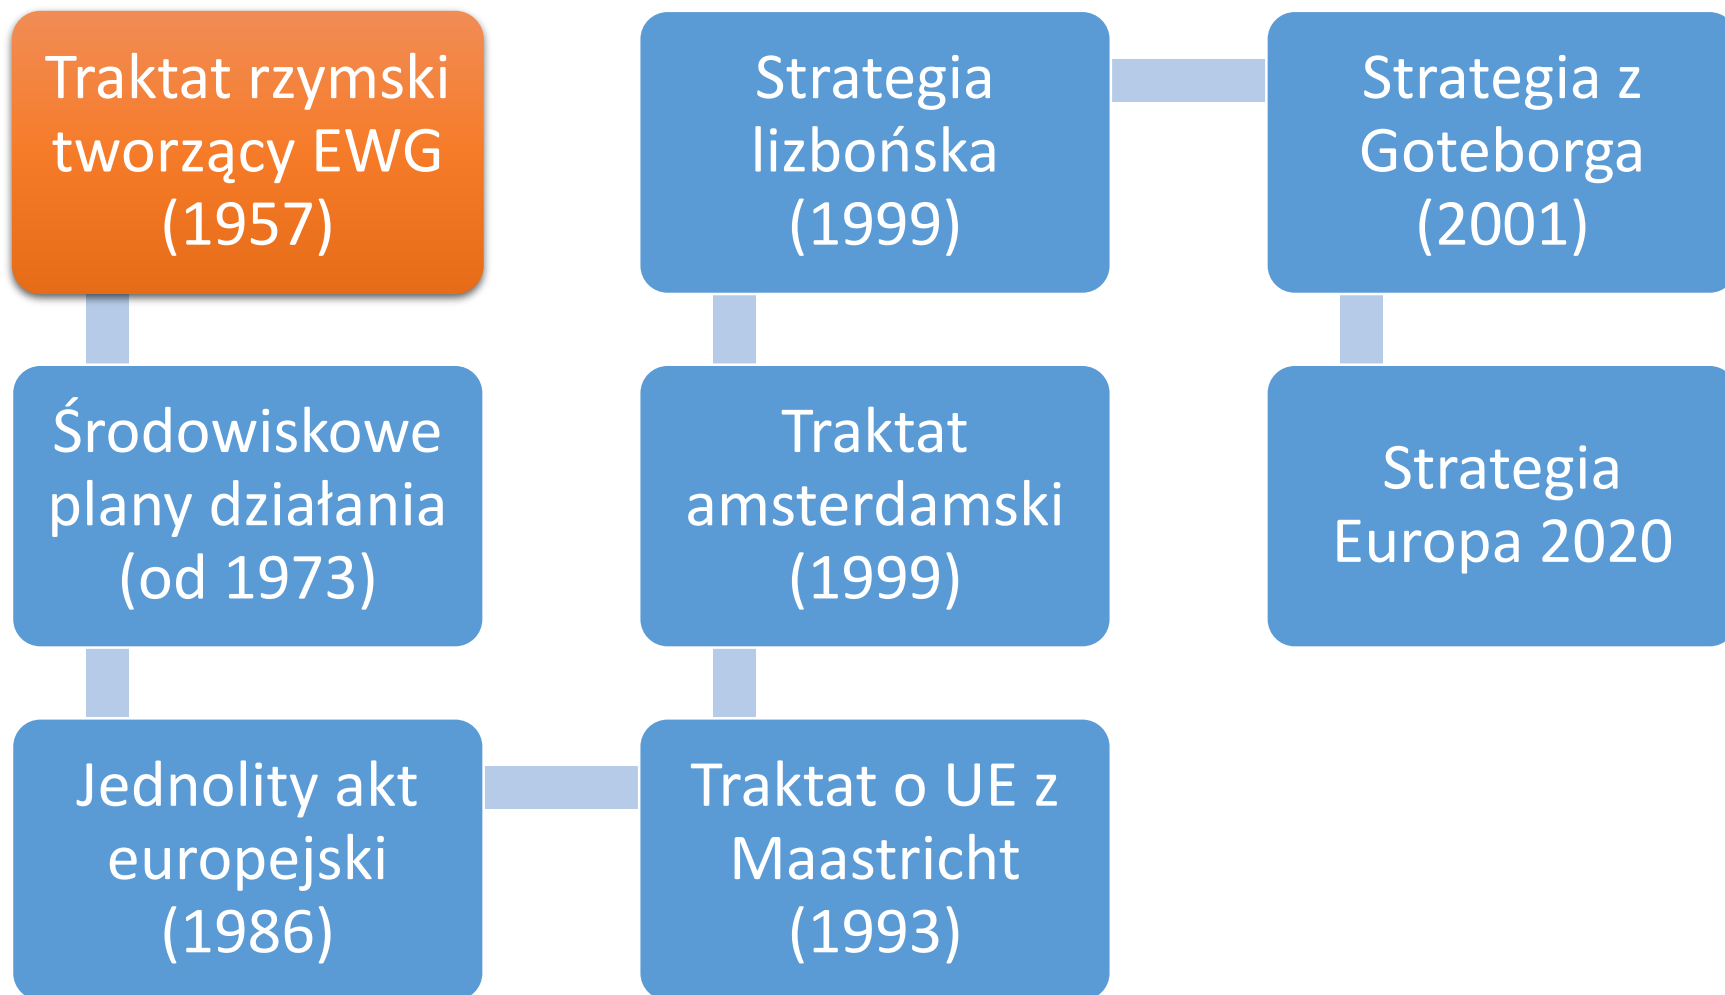 Traktat rzymski
tworzący EWG
(1957)
Środowiskowe
plany działania
(od 1973)
Jednolity akt
europejski
(1986)
Traktat o UE z
Maastricht
(1993)
Traktat
amsterdamski
(1999)
Strategia
lizbońska
(1999)
Strategia z
Goteborga
(2001)
Strategia
Europa 2020